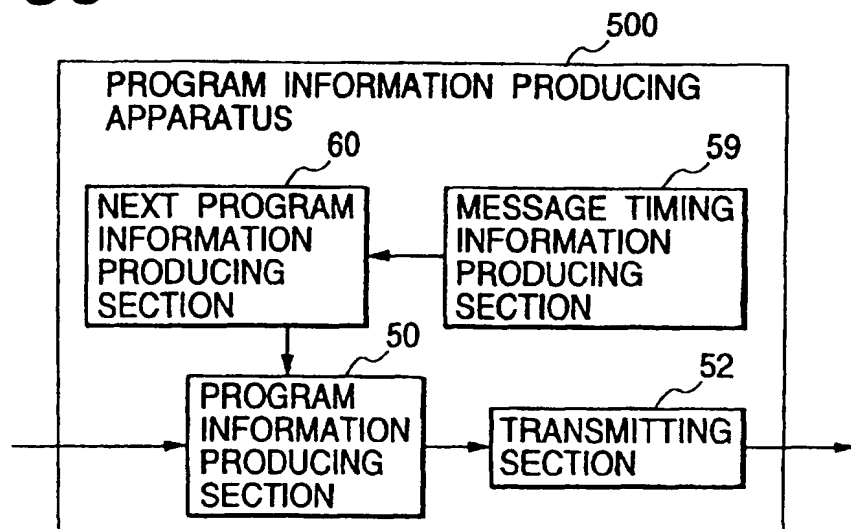 500
PROGRAM INFORMATION PRODUCING
APPARATUS
60
59
NEXT PROGRAM
INFORMATION
PRODUCING
SECTION
MESSAGE TIMING
INFORMATION
PRODUCING
SECTION
50
52
PROGRAM
INFORMATION
PRODUCING
SECTION
TRANSMITTING
SECTION